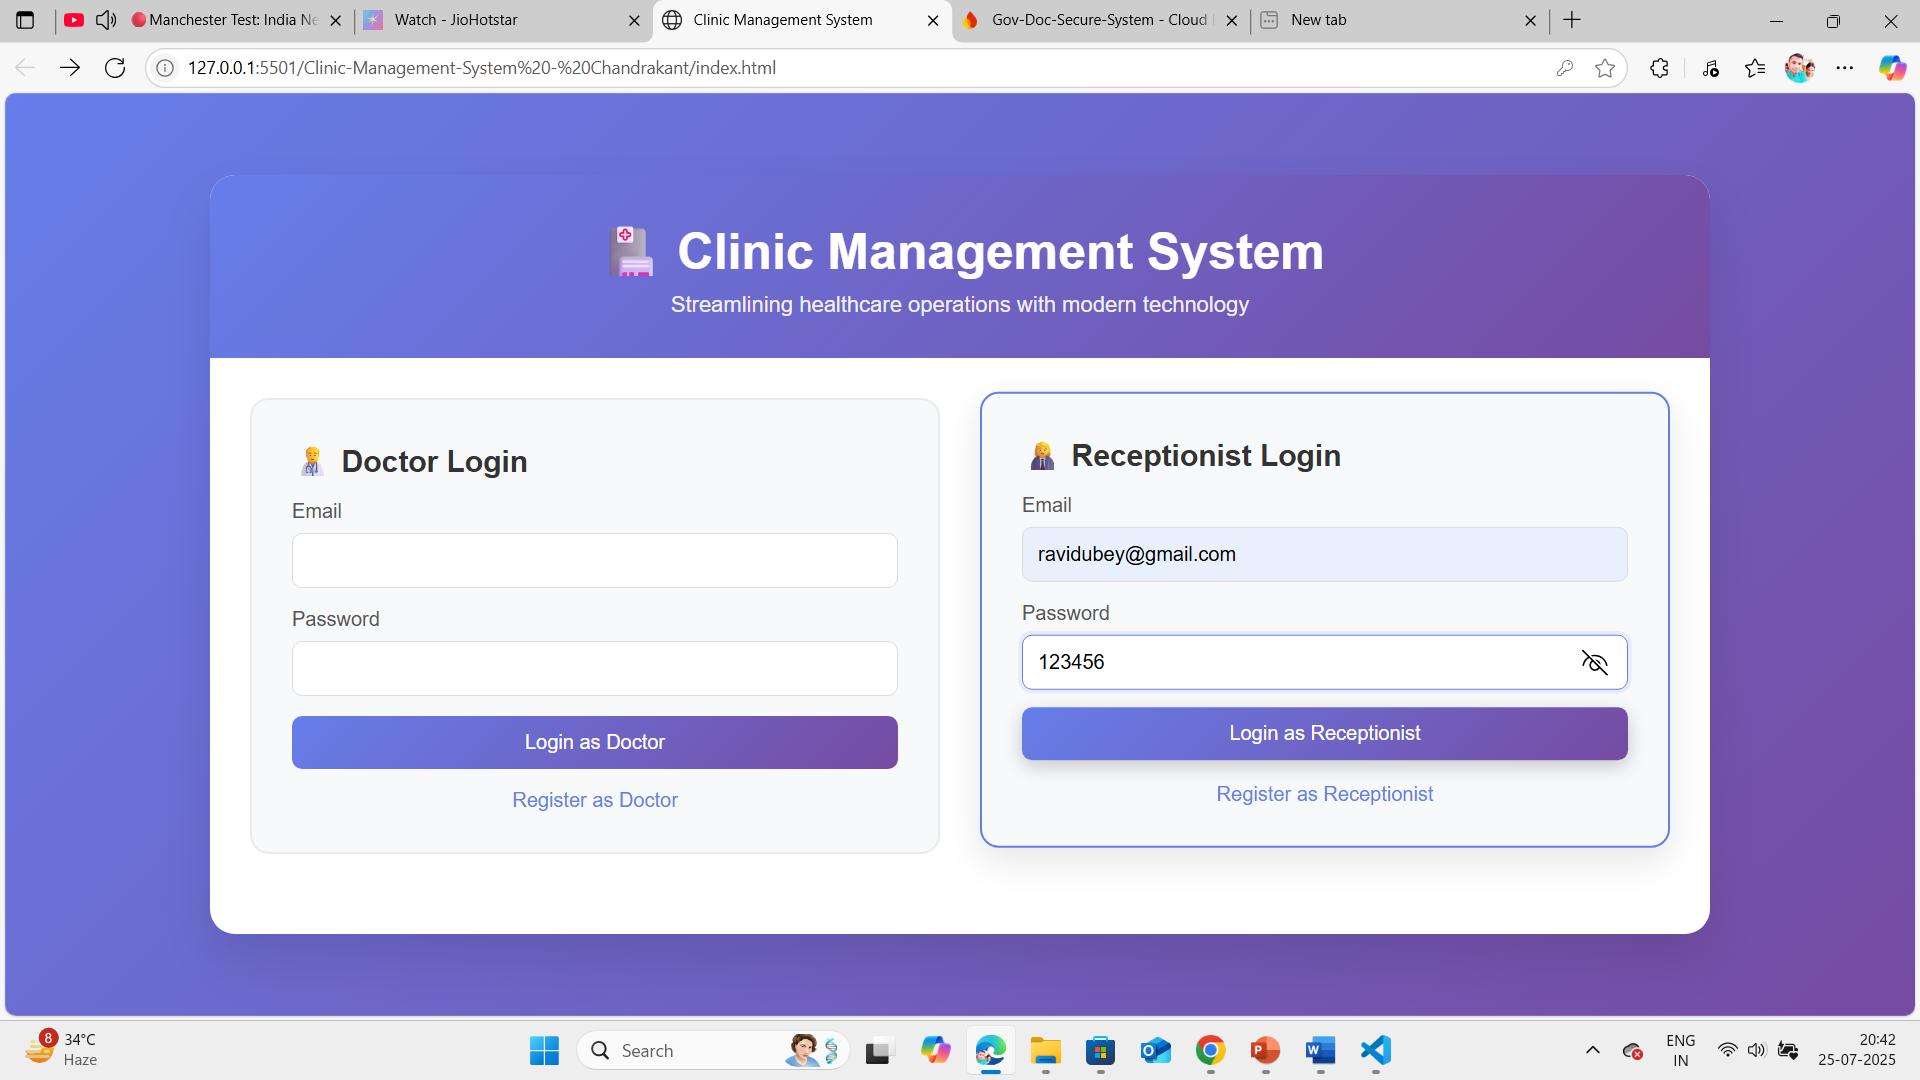 Manchester Test: India Ne
Watch - JioHotstar
Clinic Management System
Gov-Doc-Secure-System - Cloud
New tab
127.0.0.1:5501/Clinic-Management-System%20-%20Chandrakant/index.html
Clinic Management System
Streamlining healthcare operations with modern technology
Doctor Login
Email
Password
Login as Doctor
Register as Doctor
Receptionist Login
Email
ravidubey@gmail.com
Password
123456
Login as Receptionist
Register as Receptionist
8
34°C
Haze
Search
ENG
IN
20:42
25-07-2025